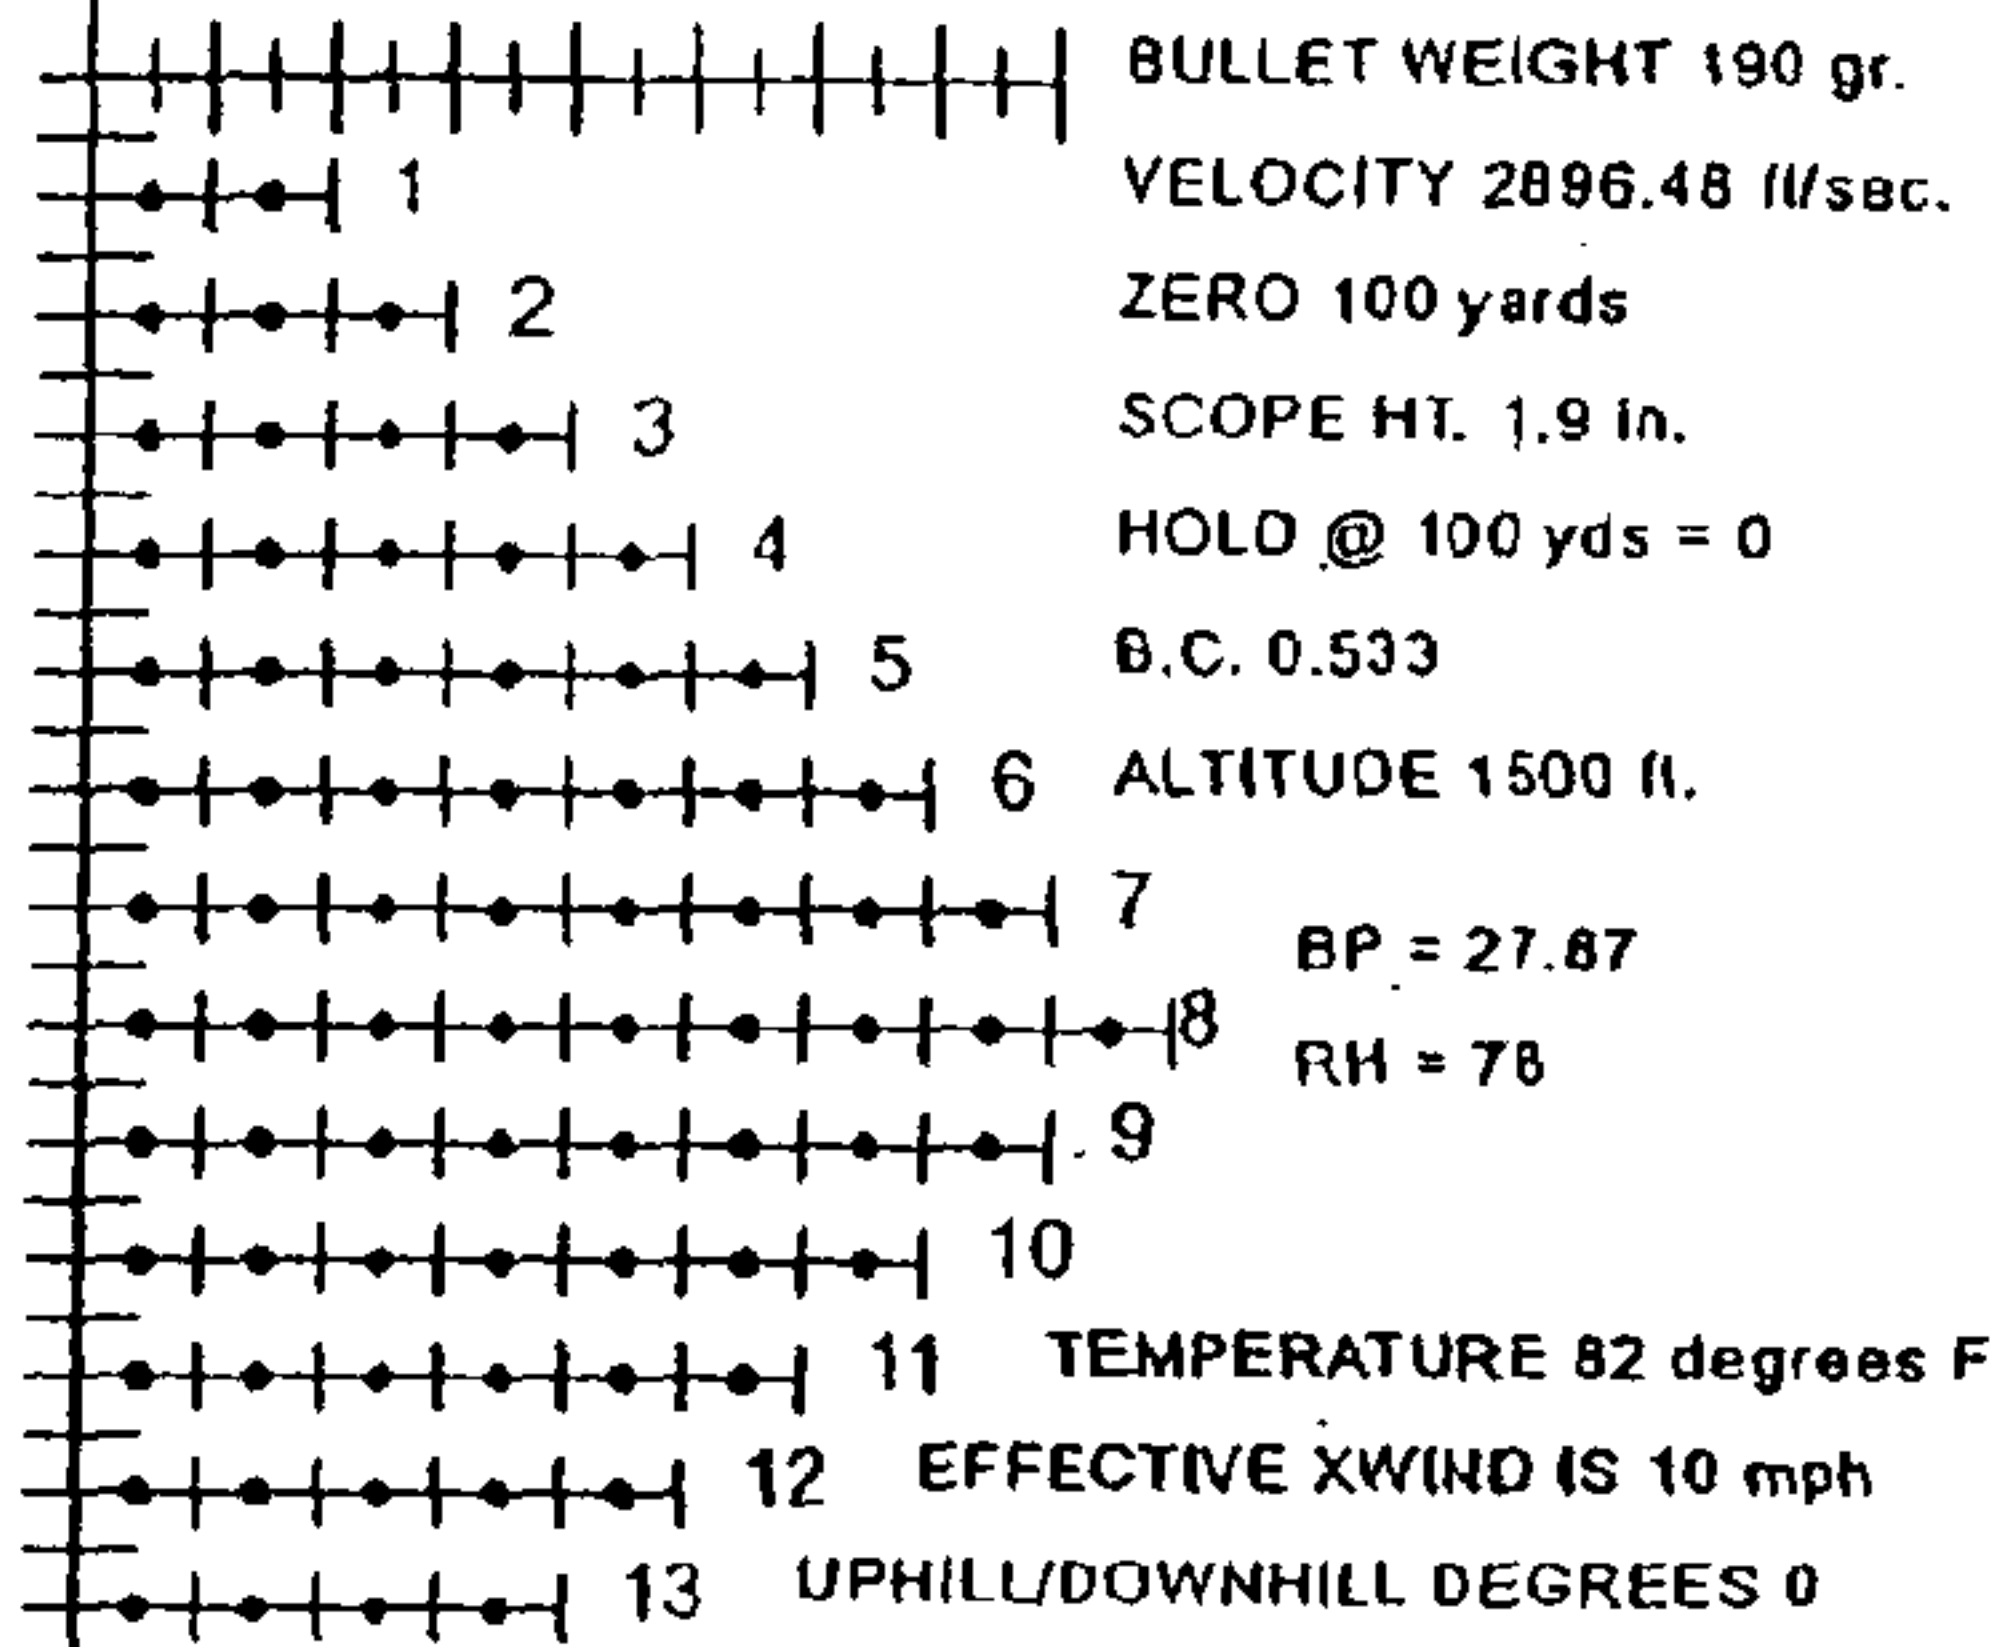 BULLET WEIGHT 190 gr.
1 VELOCITY 2896.48 ft/sec.
2 ZERO 100 yards
3 SCOPE HT. 1.9 in.
4 HOLD @ 100 yds = 0
5 B.C. 0.533
6 ALTITUDE 1500 ft.
7
BP = 27.87
8
RH = 78
9
10
11 TEMPERATURE 82 degrees F
12 EFFECTIVE XWIND IS 10 mph
13 UPHILL/DOWNHILL DEGREES 0